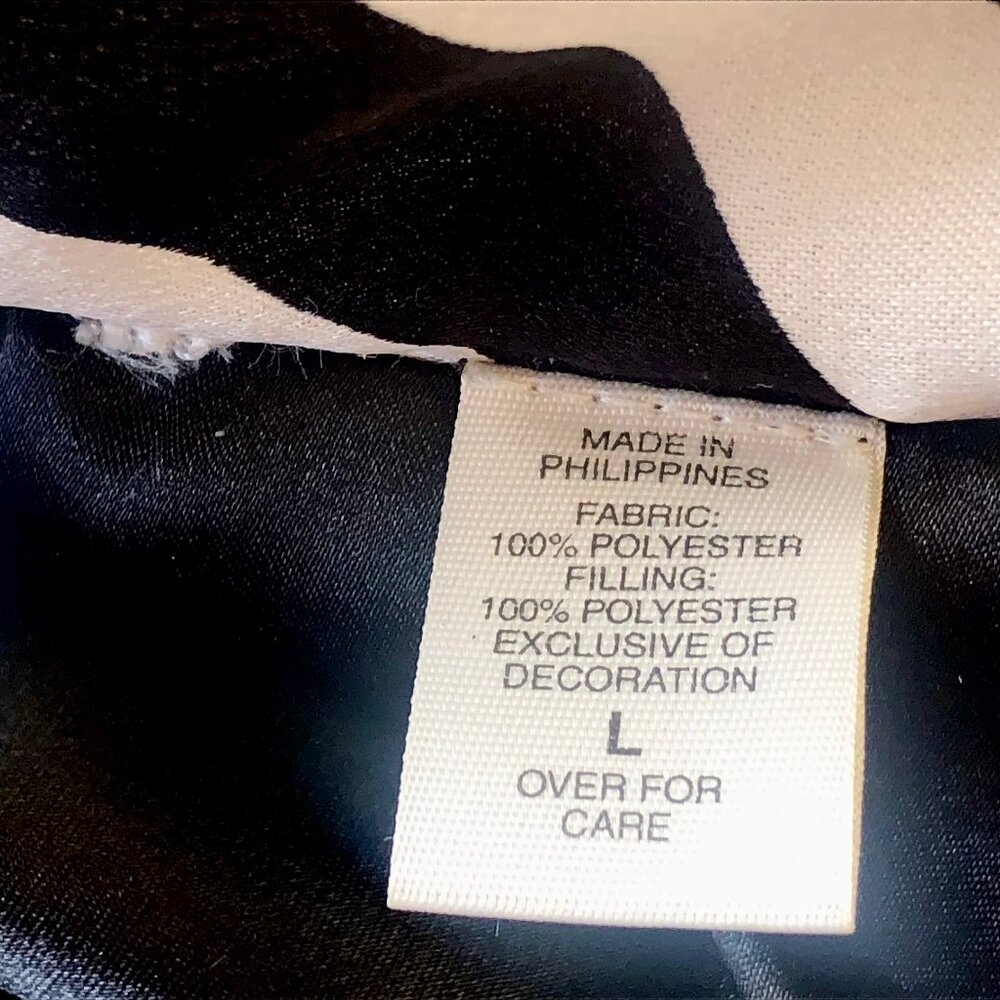 MADE IN
PHILIPPINES
FABRIC:
100% POLYESTER
FILLING:
100% POLYESTER
EXCLUSIVE OF
DECORATION
L
OVER FOR
CARE